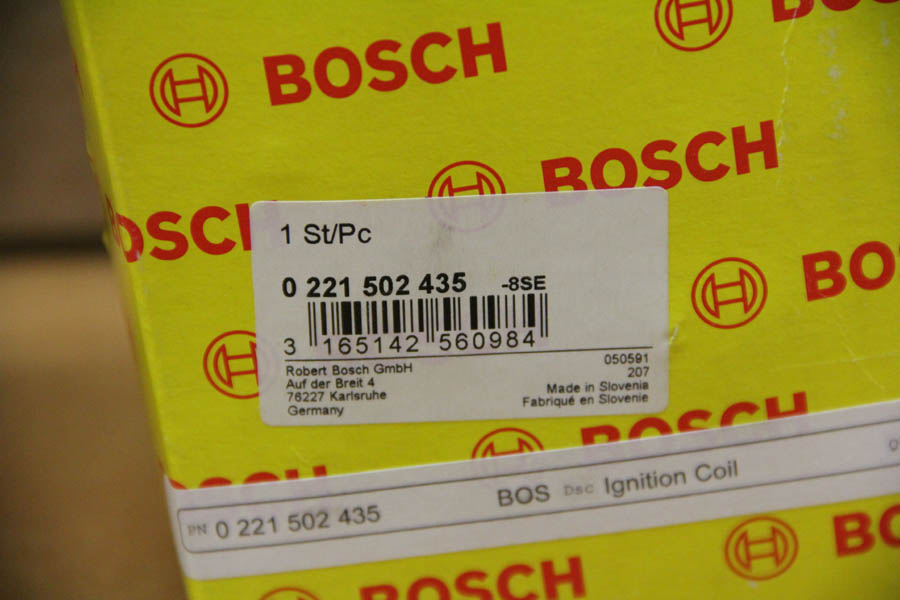 BOSCH
BOSCH
BOSCH
BOSCH
1 St/Pc
0 221 502 435 -8SE
3 165142 560984
Robert Bosch GmbH
Auf der Breit 4
76227 Karlsruhe
Germany
050591
207
Made in Slovenia
Fabriqué en Slovenie
BOSCH
BOSCH
PN 0 221 502 435 BOS Dsc Ignition Coil
BOSCH
BOSCH